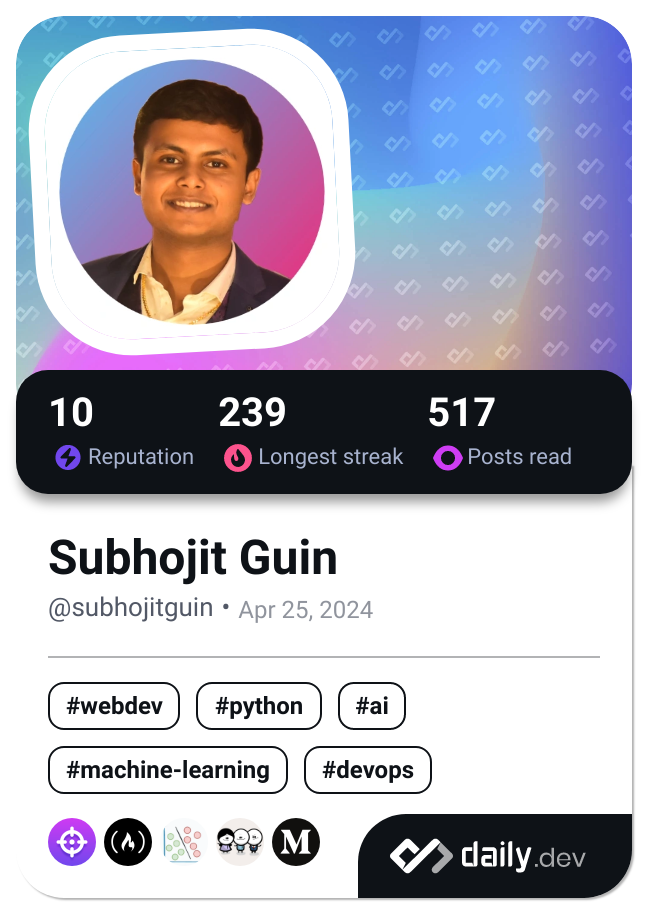 10 239 517
Reputation Longest streak Posts read
Subhojit Guin
@subhojitguin • Apr 25, 2024
#webdev #python #ai
#machine-learning #devops
M daily.dev